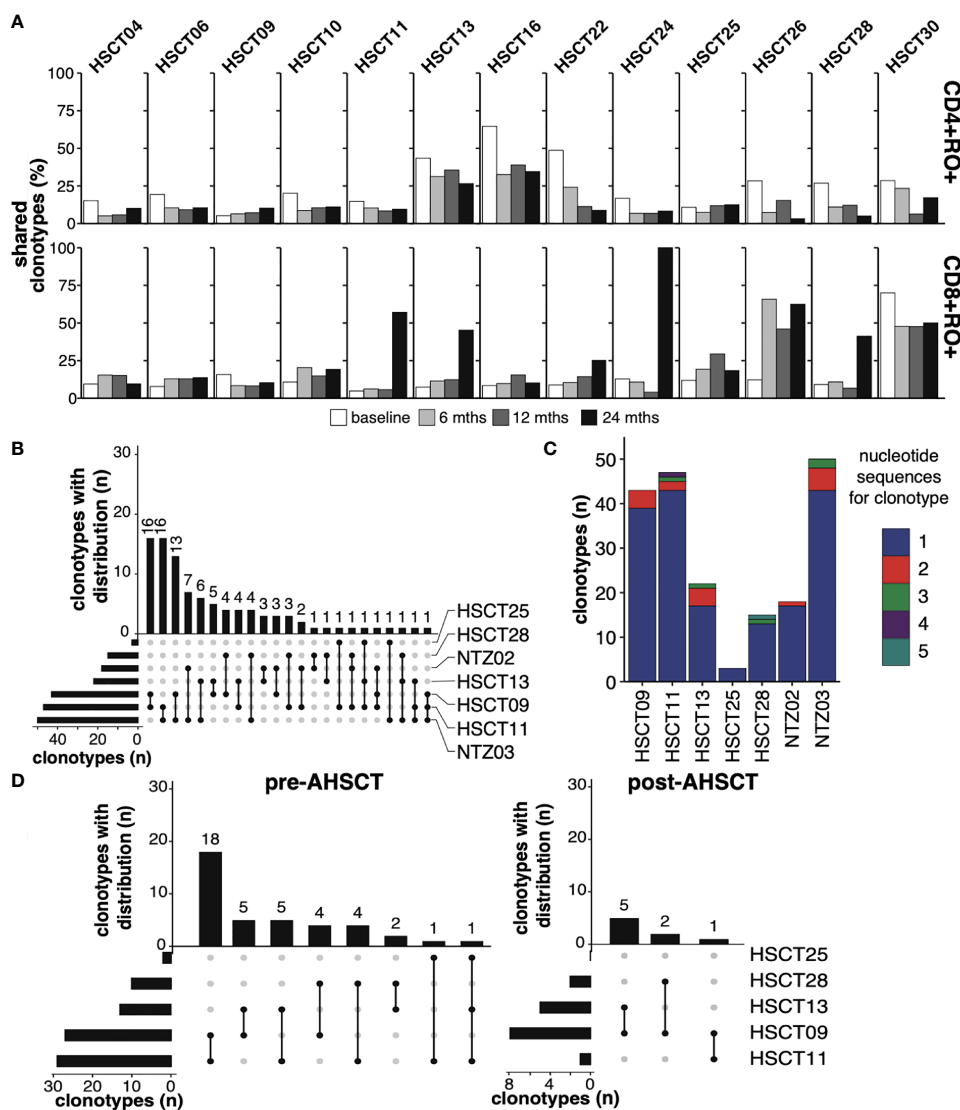 A
HSCT04 HSCT06 HSCT09 HSCT10 HSCT11 HSCT13 HSCT16 HSCT22 HSCT24 HSCT25 HSCT26 HSCT28 HSCT30
shared clonotypes (%)
100
75
50
25
0
CD4+RO+
100
75
50
25
0
CD8+RO+
baseline 6 mths 12 mths 24 mths
B
clonotypes with distribution (n)
30
20
10
0
16 16 13 7 6 5 4 4 4 3 3 3 2 1 1 1 1 1 1 1 1 1 1
HSCT25
HSCT28
NTZ02
HSCT13
HSCT09
HSCT11
NTZ03
40 20 0
clonotypes (n)
C
clonotypes (n)
50
40
30
20
10
0
HSCT09 HSCT11 HSCT13 HSCT25 HSCT28 NTZ02 NTZ03
nucleotide
sequences
for clonotype
1
2
3
4
5
D
pre-AHSCT
clonotypes with distribution (n)
30
20
10
0
18 5 5 4 4 2 1 1
30 20 10 0
clonotypes (n)
post-AHSCT
clonotypes with distribution (n)
30
20
10
0
5 2 1
HSCT25
HSCT28
HSCT13
HSCT09
HSCT11
8 4 0
clonotypes (n)